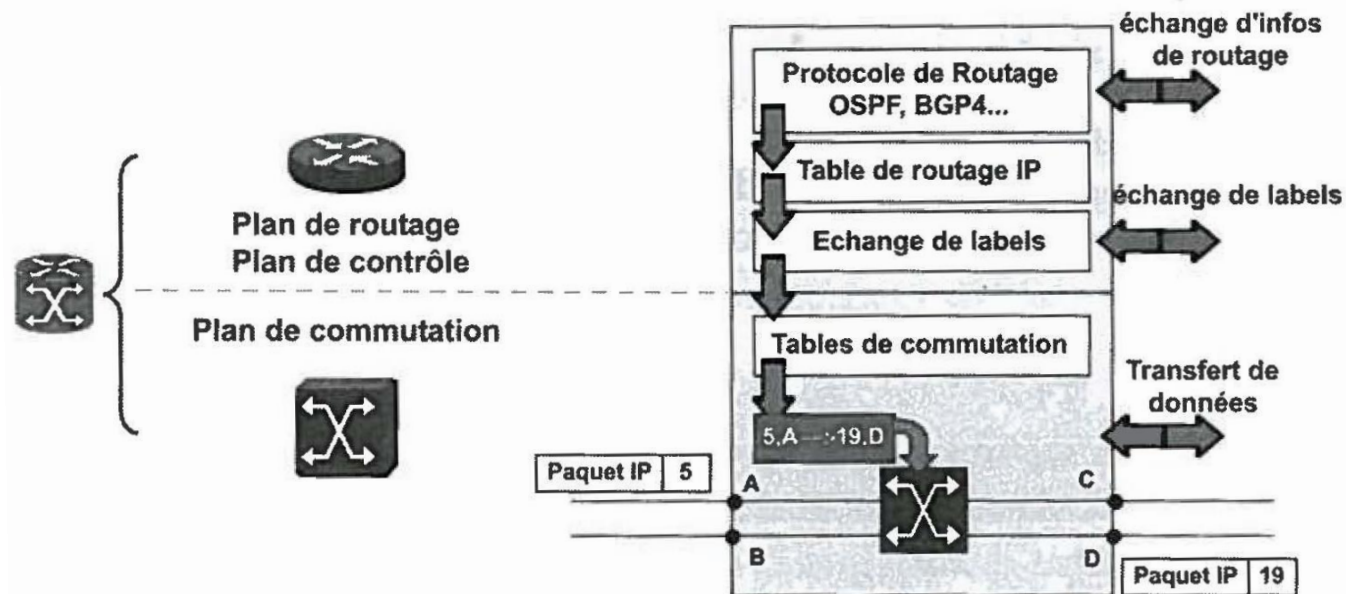 échange d'infos
de routage
Protocole de Routage
OSPF, BGP4...
Table de routage IP
échange de labels
Echange de labels
Plan de routage
Plan de contrôle
Plan de commutation
Tables de commutation
Transfert de
données
5,A-->19,D
Paquet IP 5
A
C
B
D
Paquet IP 19